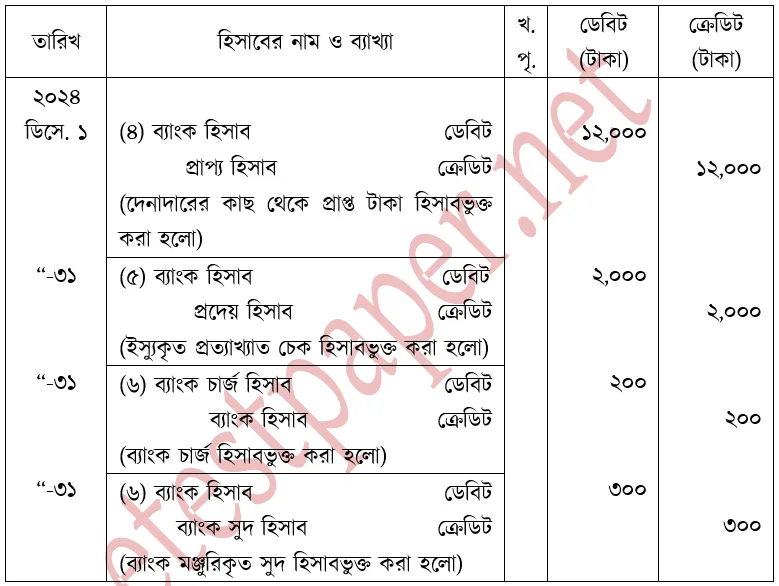 তারিখ হিসাবের নাম ও ব্যাখ্যা খ. পৃ. ডেবিট (টাকা) ক্রেডিট (টাকা)
২০২৪
ডিসে. ১ (৪) ব্যাংক হিসাব ডেবিট ১২,০০০
প্রাপ্য হিসাব ক্রেডিট ১২,০০০
(দেনাদারের কাছ থেকে প্রাপ্ত টাকা হিসাবভুক্ত
করা হলো)
“-৩১ (৫) ব্যাংক হিসাব ডেবিট ২,০০০
প্রদেয় হিসাব ক্রেডিট ২,০০০
(ইস্যুকৃত প্রত্যাখ্যাত চেক হিসাবভুক্ত করা হলো)
“-৩১ (৬) ব্যাংক চার্জ হিসাব ডেবিট ২০০
ব্যাংক হিসাব ক্রেডিট ২০০
(ব্যাংক চার্জ হিসাবভুক্ত করা হলো)
“-৩১ (৬) ব্যাংক হিসাব ডেবিট ৩০০
ব্যাংক সুদ হিসাব ক্রেডিট ৩০০
(ব্যাংক মঞ্জুরিকৃত সুদ হিসাবভুক্ত করা হলো)
etestpaper.net